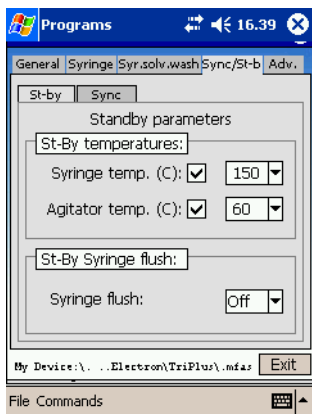 Programs 16.39
General Syringe Syr.solv.wash Sync/St-b Adv.
St-by Sync
Standby parameters
St-By temperatures:
Syringe temp. (C): 150
Agitator temp. (C): 60
St-By Syringe flush:
Syringe flush: Off
My Device:\. ..Electron\TriPlus\.mfas Exit
File Commands